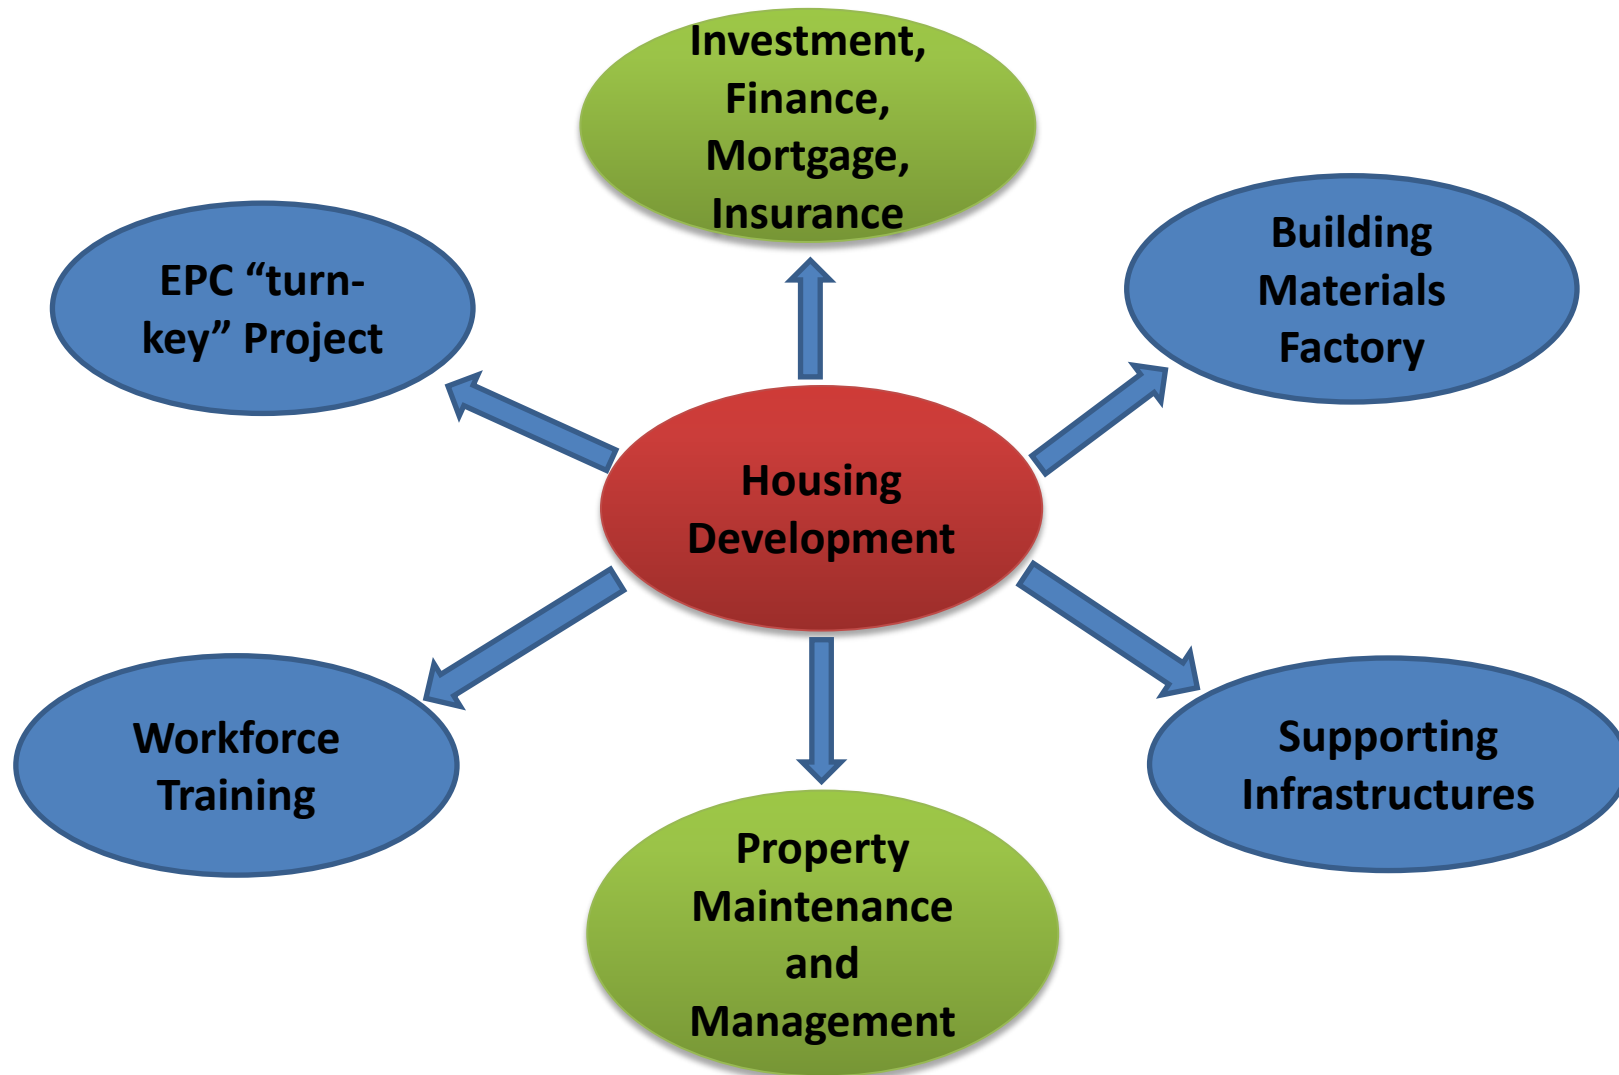 Investment,
Finance,
Mortgage,
Insurance
EPC “turn-
key” Project
Building
Materials
Factory
Housing
Development
Workforce
Training
Supporting
Infrastructures
Property
Maintenance
and
Management